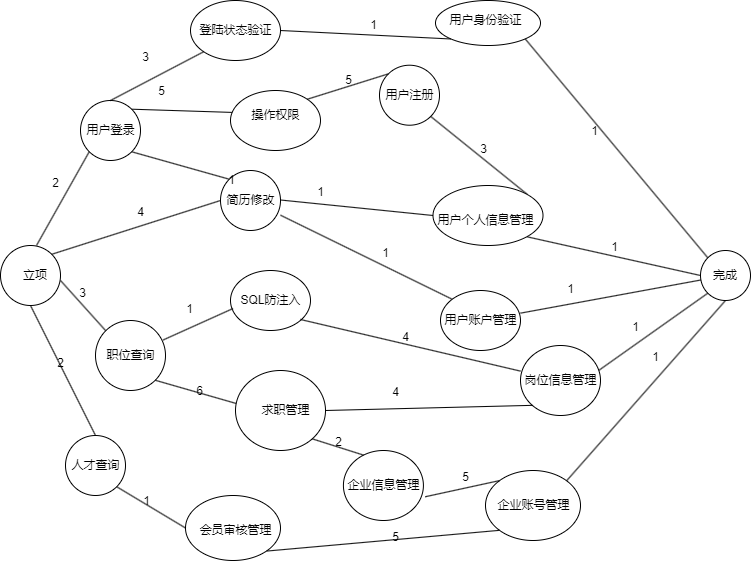 登陆状态验证
1
用户身份验证
3
5
5
用户注册
操作权限
用户登录
1
3
2
1
简历修改
1
4
用户个人信息管理
1
1
立项
完成
3
SQL防注入
1
1
用户账户管理
1
4
1
职位查询
2
6
岗位信息管理
4
求职管理
2
人才查询
企业信息管理
5
1
企业账号管理
会员审核管理
5